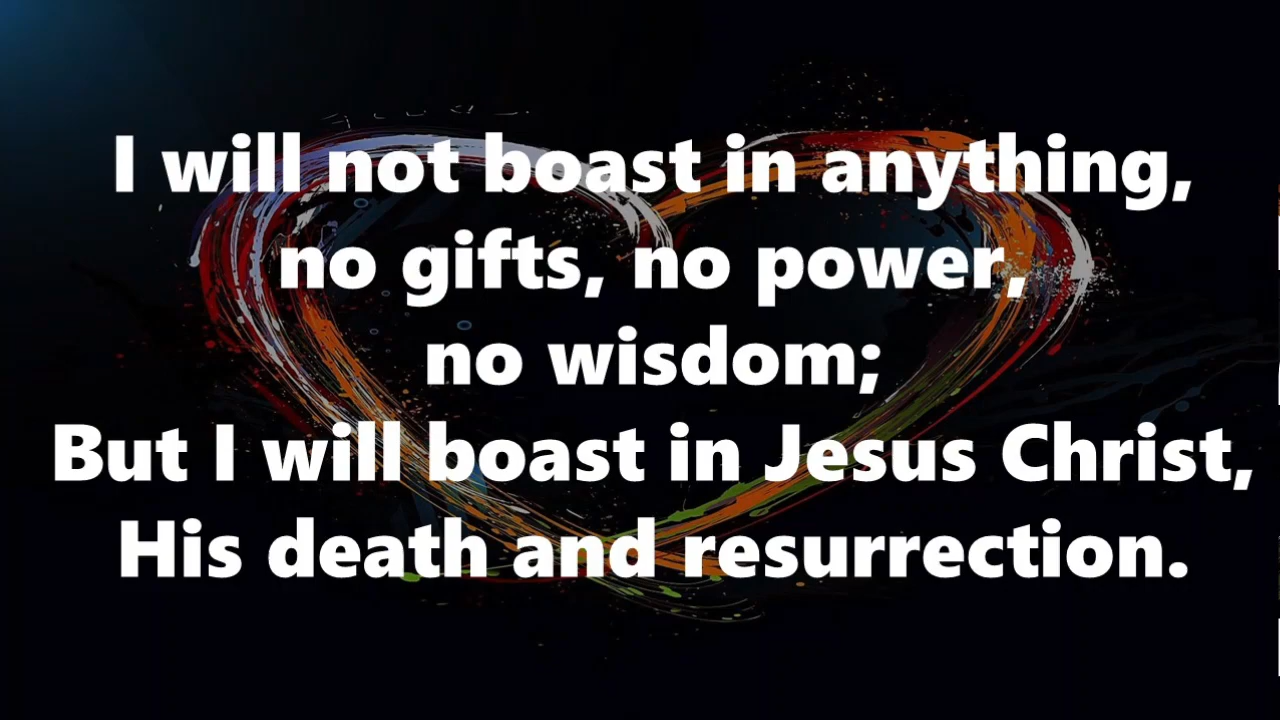 I will not boast in anything,
no gifts, no power,
no wisdom;
But I will boast in Jesus Christ,
His death and resurrection.